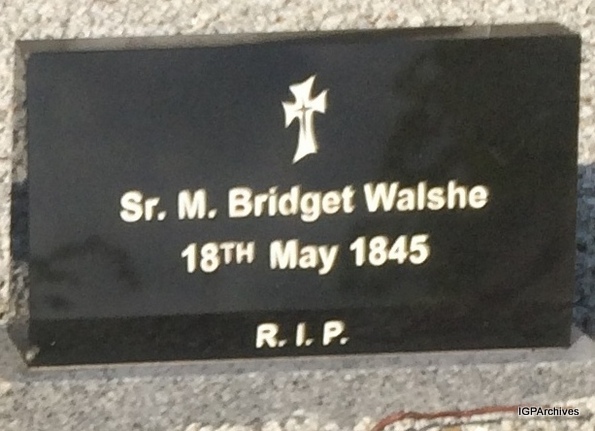 Sr. M. Bridget Walshe
18TH May 1845
R. I. P.
IGPArchives